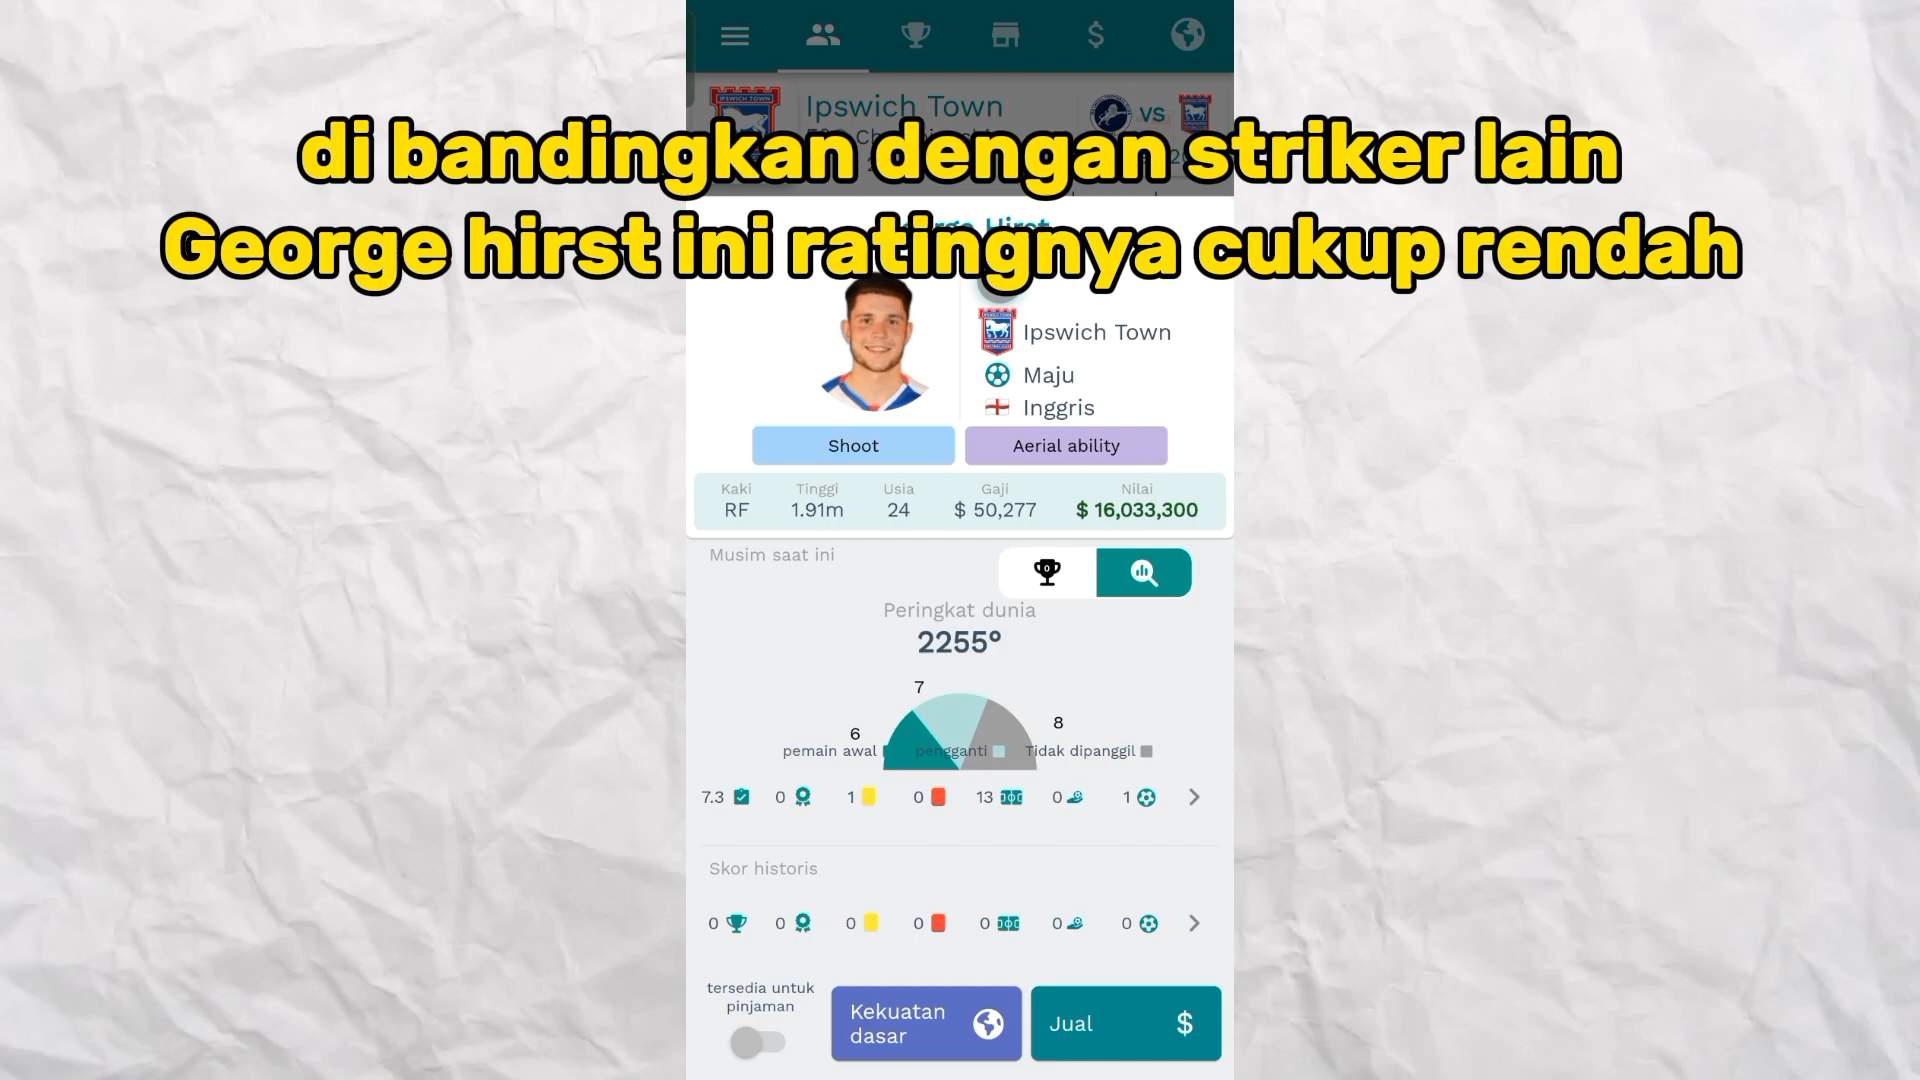 Ipswich Town
VS
di bandingkan dengan striker lain
George hirst ini ratingnya cukup rendah
Ipswich Town
Maju
Inggris
Shoot
Aerial ability
Kaki
Tinggi
Usia
Gaji
Nilai
RF
1.91m
24
$ 50,277
$ 16,033,300
Musim saat ini
0
Peringkat dunia
2255°
7
6
8
pemain awal
pengganti
Tidak dipanggil
7.3
0
1
0
13
0
1
Skor historis
0
0
0
0
0
0
0
tersedia untuk
pinjaman
Kekuatan
dasar
Jual
$